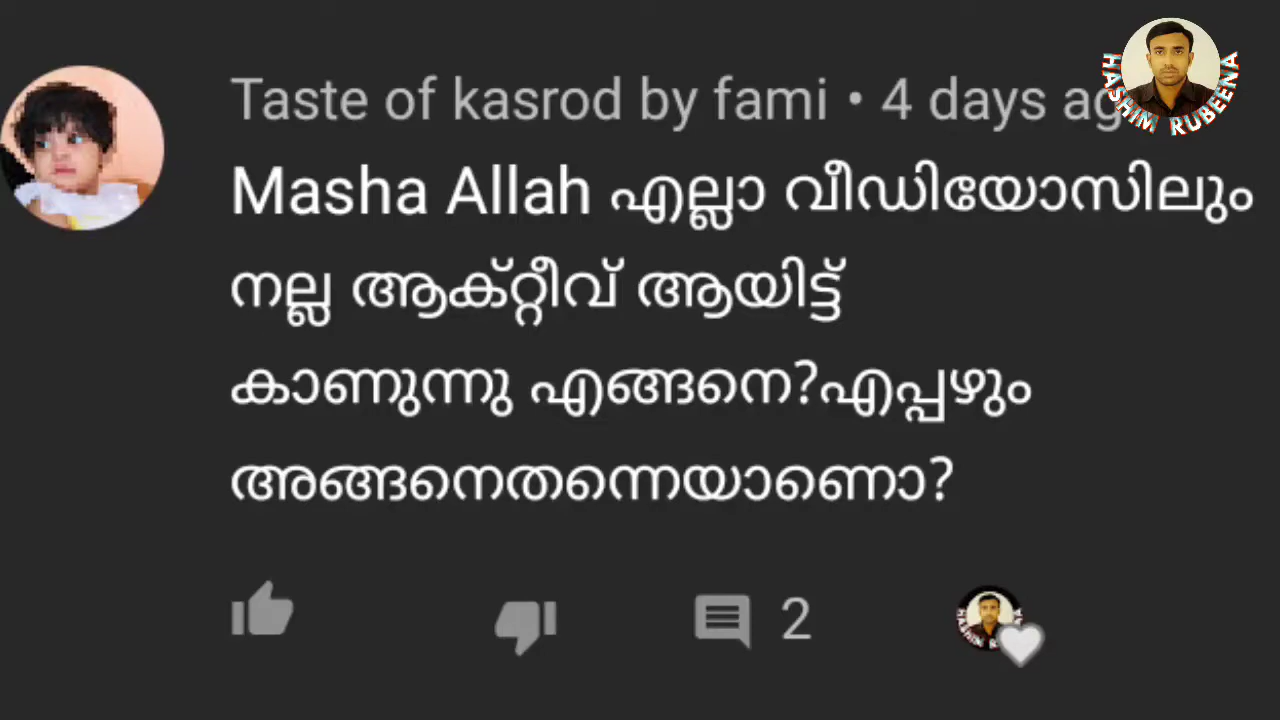 Taste of kasrod by fami • 4 days ag
HASHIM RUBEENA
Masha Allah എല്ലാ വീഡിയോസിലും
നല്ല ആക്റ്റീവ് ആയിട്ട്
കാണുന്നു എങ്ങനെ?എപ്പഴും
അങ്ങനെതന്നെയാണൊ?
2